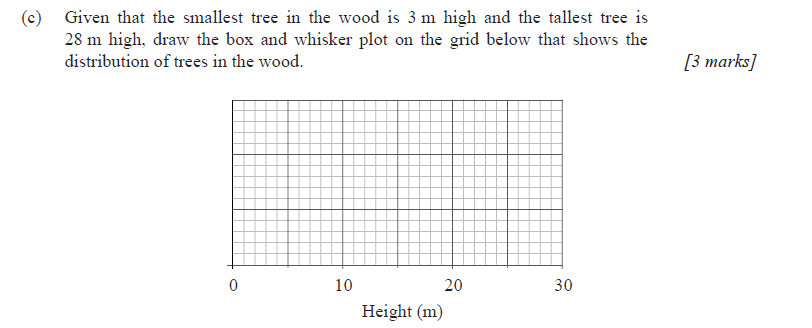 (c) Given that the smallest tree in the wood is 3 m high and the tallest tree is
28 m high, draw the box and whisker plot on the grid below that shows the
distribution of trees in the wood.
[3 marks]
0 10 20 30
Height (m)